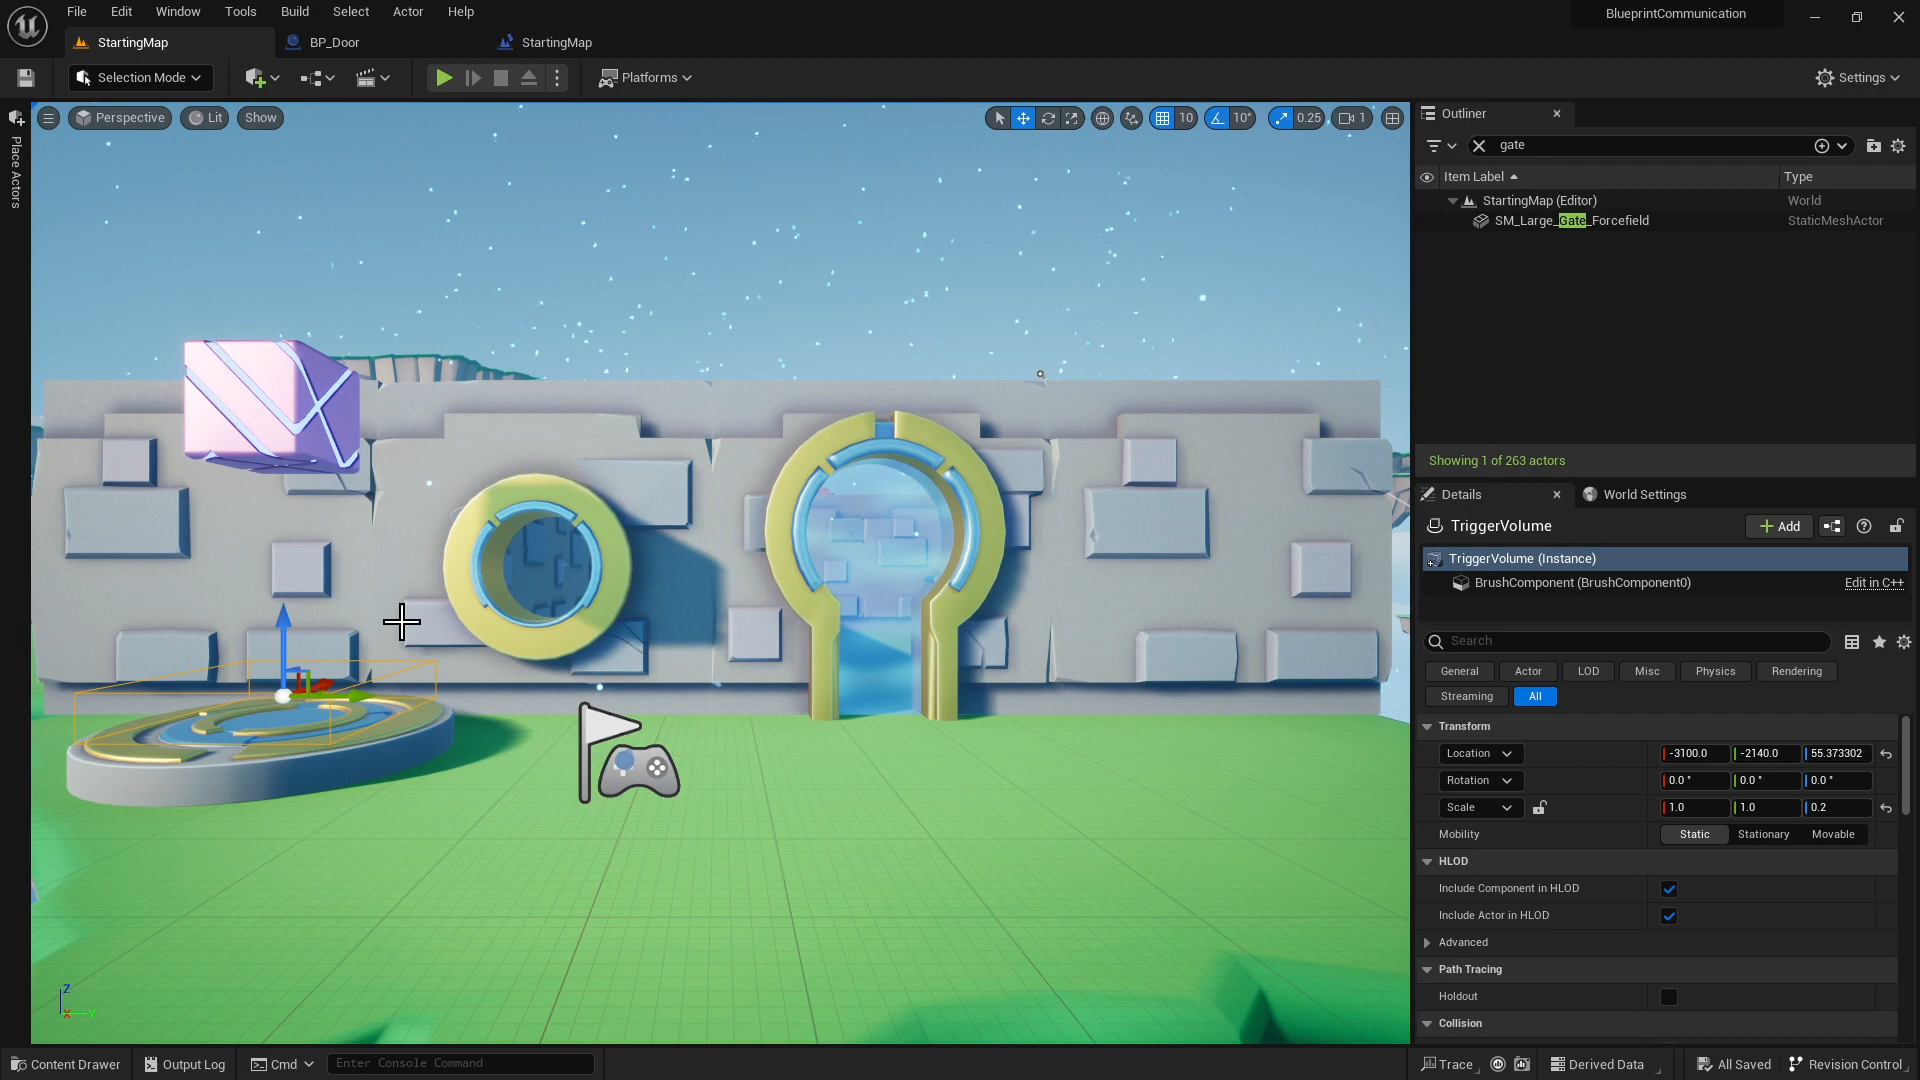 File Edit Window Tools Build Select Actor Help
BlueprintCommunication
StartingMap BP_Door StartingMap
Selection Mode Platforms Settings
Place Actors
Perspective Lit Show 10 10° 0.25 1
Outliner
gate
Item Label Type
StartingMap (Editor) World
SM_Large_Gate_Forcefield StaticMeshActor
Showing 1 of 263 actors
Details World Settings
TriggerVolume Add
TriggerVolume (Instance)
BrushComponent (BrushComponent0) Edit in C++
Search
General Actor LOD Misc Physics Rendering
Streaming All
Transform
Location -3100.0 -2140.0 55.373302
Rotation 0.0 ° 0.0 ° 0.0 °
Scale 1.0 1.0 0.2
Mobility Static Stationary Movable
HLOD
Include Component in HLOD
Include Actor in HLOD
Advanced
Path Tracing
Holdout
Collision
Z
X Y
Content Drawer Output Log Cmd Enter Console Command Trace Derived Data All Saved Revision Control